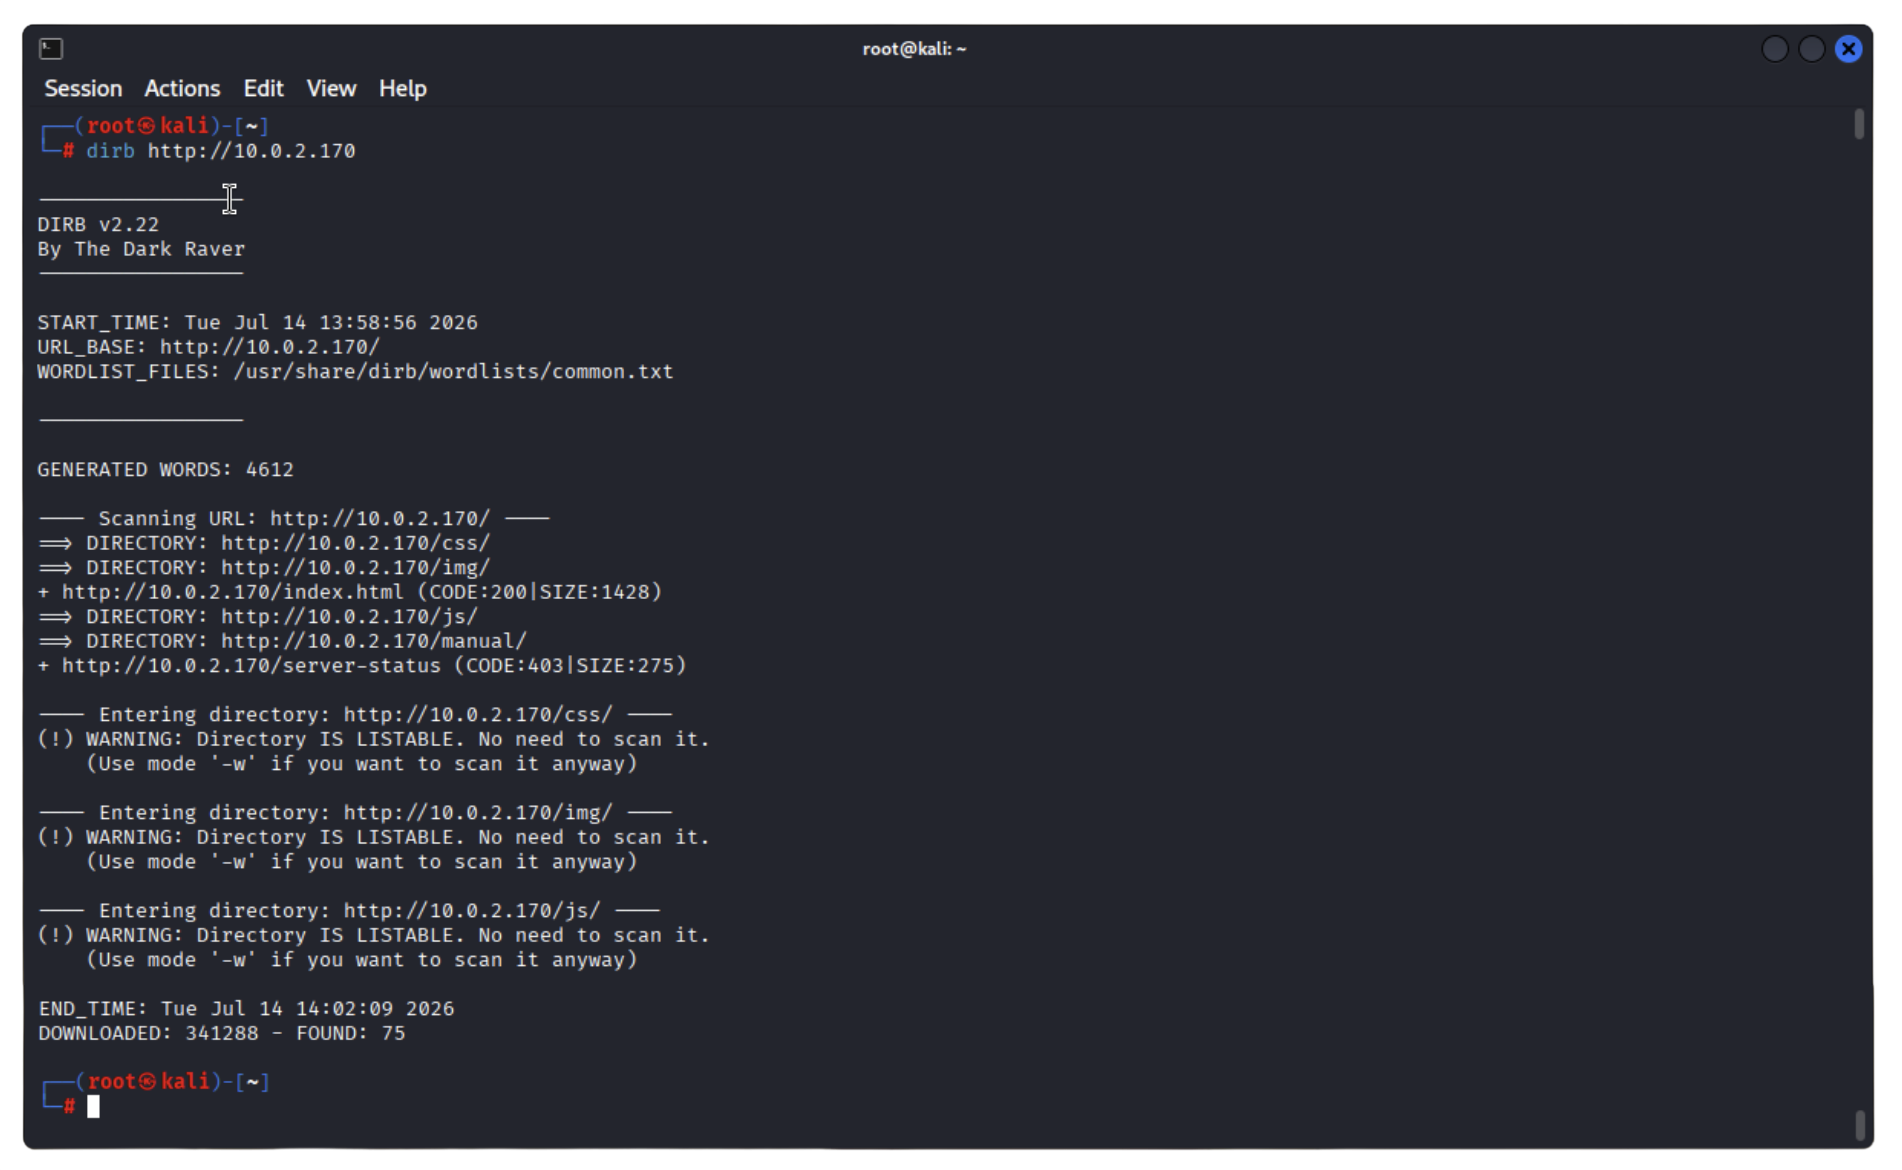 root@kali: ~
Session Actions Edit View Help
┌──(root㉿kali)-[~]
└─# dirb http://10.0.2.170
─────────────────
DIRB v2.22
By The Dark Raver
─────────────────
START_TIME: Tue Jul 14 13:58:56 2026
URL_BASE: http://10.0.2.170/
WORDLIST_FILES: /usr/share/dirb/wordlists/common.txt
─────────────────
GENERATED WORDS: 4612
──── Scanning URL: http://10.0.2.170/ ────
==> DIRECTORY: http://10.0.2.170/css/
==> DIRECTORY: http://10.0.2.170/img/
+ http://10.0.2.170/index.html (CODE:200|SIZE:1428)
==> DIRECTORY: http://10.0.2.170/js/
==> DIRECTORY: http://10.0.2.170/manual/
+ http://10.0.2.170/server-status (CODE:403|SIZE:275)
──── Entering directory: http://10.0.2.170/css/ ────
(!) WARNING: Directory IS LISTABLE. No need to scan it.
    (Use mode '-w' if you want to scan it anyway)
──── Entering directory: http://10.0.2.170/img/ ────
(!) WARNING: Directory IS LISTABLE. No need to scan it.
    (Use mode '-w' if you want to scan it anyway)
──── Entering directory: http://10.0.2.170/js/ ────
(!) WARNING: Directory IS LISTABLE. No need to scan it.
    (Use mode '-w' if you want to scan it anyway)
END_TIME: Tue Jul 14 14:02:09 2026
DOWNLOADED: 341288 - FOUND: 75
┌──(root㉿kali)-[~]
└─#